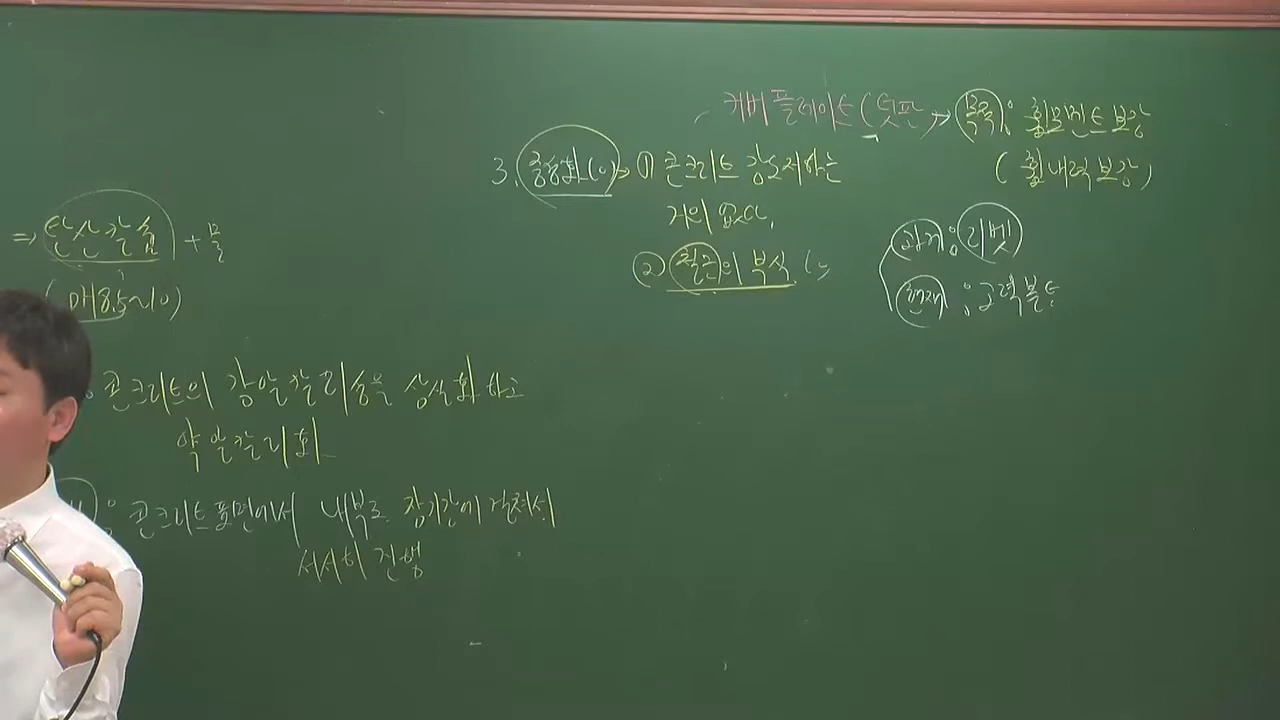 ⇒ 탄산칼슘 + 물
(pH 8.5~10)
: 콘크리트의 강알칼리성을 상실화하고
약알칼리화
: 콘크리트표면에서 내부로 장기간에 걸쳐서
서서히 진행
3. 중성화(     ) → ① 콘크리트 강도저하는
거의 없다.
② 철근의 부식
커버 플레이트 (덧판) → 목적: 휨모멘트 보강
(휨내력 보강)
과거 : 리벳
현재 : 고력볼트